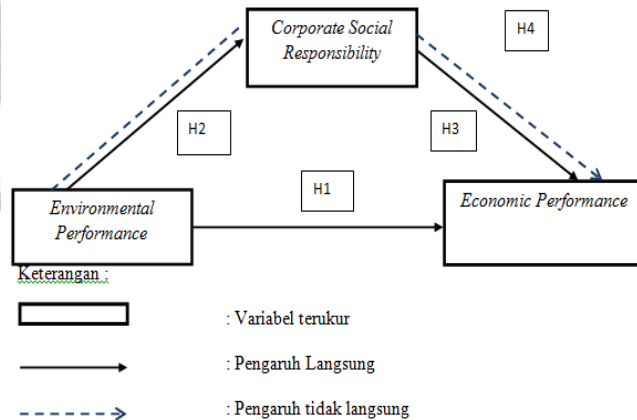 Corporate Social
Responsibility
H4
H2
H3
H1
Environmental
Performance
Economic Performance
Keterangan :
: Variabel terukur
: Pengaruh Langsung
: Pengaruh tidak langsung